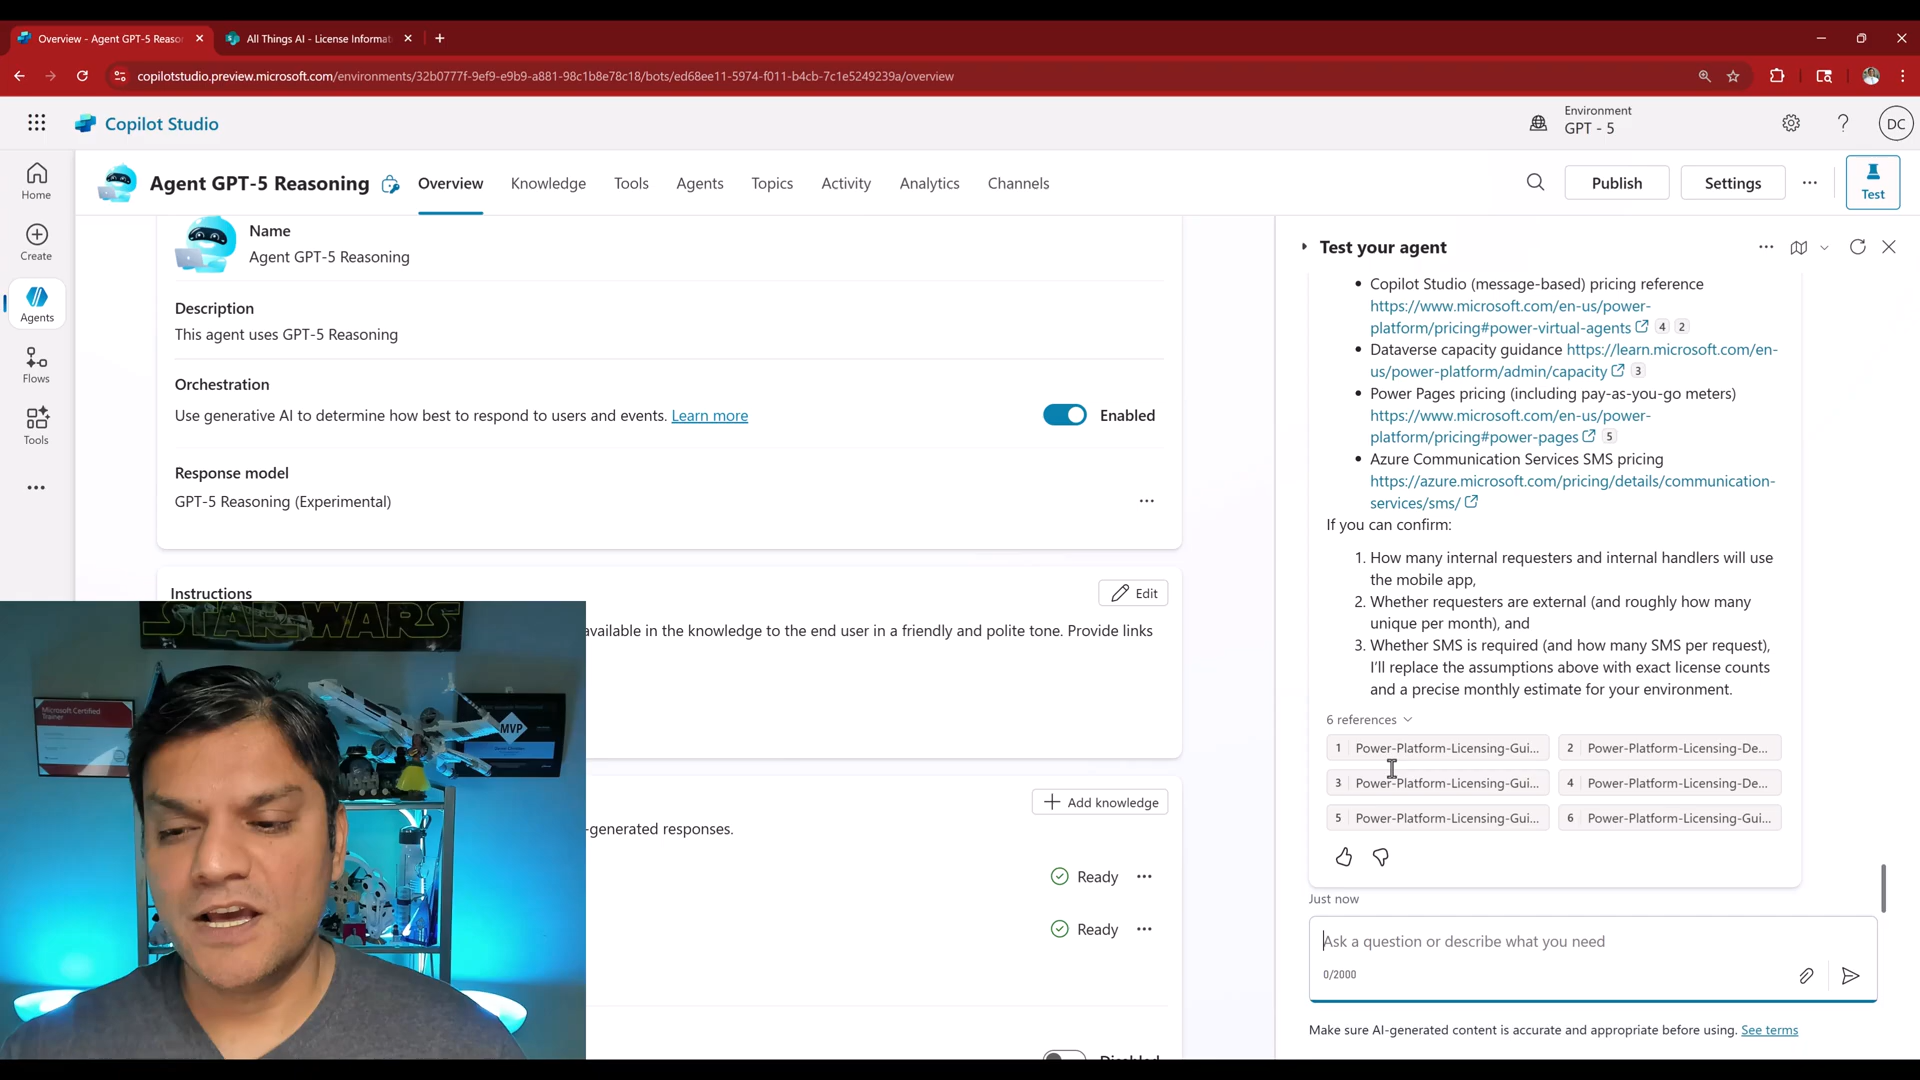 Overview - Agent GPT-5 Reaso
All Things AI - License Informat
copilotstudio.preview.microsoft.com/environments/32b0777f-9ef9-e9b9-a881-98c1b8e78c18/bots/ed68ee11-5974-f011-b4cb-7c1e5249239a/overview
Copilot Studio
Environment
GPT - 5
DC
Home
Create
Agents
Flows
Tools
Agent GPT-5 Reasoning
Overview
Knowledge
Tools
Agents
Topics
Activity
Analytics
Channels
Publish
Settings
Test
Name
Agent GPT-5 Reasoning
Description
This agent uses GPT-5 Reasoning
Orchestration
Use generative AI to determine how best to respond to users and events. Learn more
Enabled
Response model
GPT-5 Reasoning (Experimental)
Instructions
Edit
available in the knowledge to the end user in a friendly and polite tone. Provide links
Add knowledge
-generated responses.
Ready
Ready
Disabled
STAR WARS
Microsoft Certified
Trainer
MVP
Test your agent
• Copilot Studio (message-based) pricing reference
https://www.microsoft.com/en-us/power-
platform/pricing#power-virtual-agents 4 2
• Dataverse capacity guidance https://learn.microsoft.com/en-
us/power-platform/admin/capacity 3
• Power Pages pricing (including pay-as-you-go meters)
https://www.microsoft.com/en-us/power-
platform/pricing#power-pages 5
• Azure Communication Services SMS pricing
https://azure.microsoft.com/pricing/details/communication-
services/sms/
If you can confirm:
1. How many internal requesters and internal handlers will use
the mobile app,
2. Whether requesters are external (and roughly how many
unique per month), and
3. Whether SMS is required (and how many SMS per request),
I'll replace the assumptions above with exact license counts
and a precise monthly estimate for your environment.
6 references
1 Power-Platform-Licensing-Gui...
2 Power-Platform-Licensing-De...
3 Power-Platform-Licensing-Gui...
4 Power-Platform-Licensing-De...
5 Power-Platform-Licensing-Gui...
6 Power-Platform-Licensing-Gui...
Just now
Ask a question or describe what you need
0/2000
Make sure AI-generated content is accurate and appropriate before using. See terms